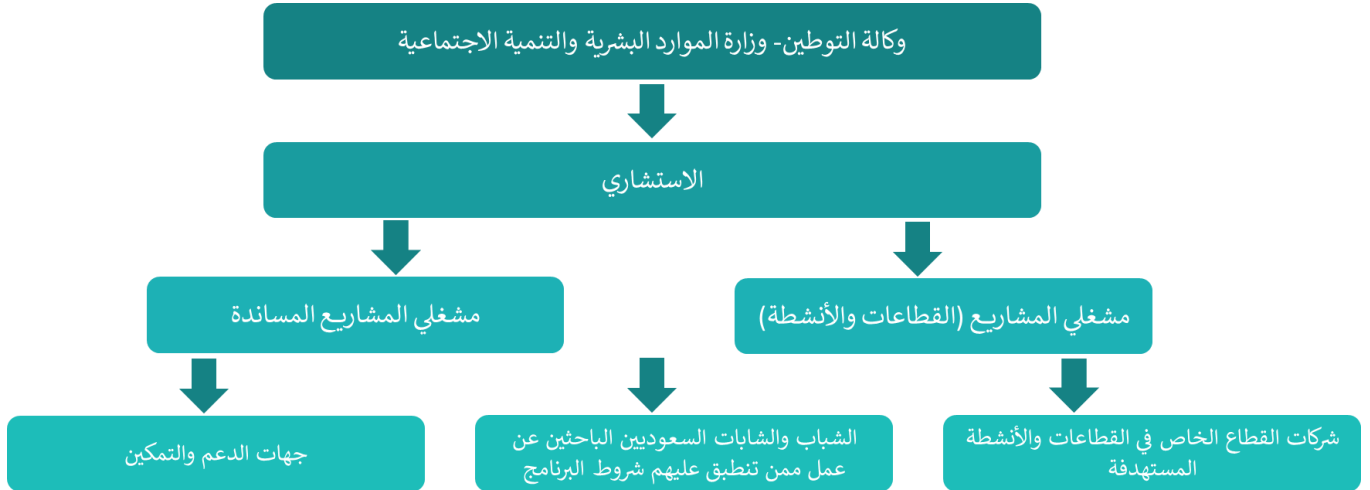 وكالة التوطين- وزارة الموارد البشرية والتنمية الاجتماعية
الاستشاري
مشغلي المشاريع (القطاعات والأنشطة)
مشغلي المشاريع المساندة
شركات القطاع الخاص في القطاعات والأنشطة
المستهدفة
الشباب والشابات السعوديين الباحثين عن
عمل ممن تنطبق عليهم شروط البرنامج
جهات الدعم والتمكين